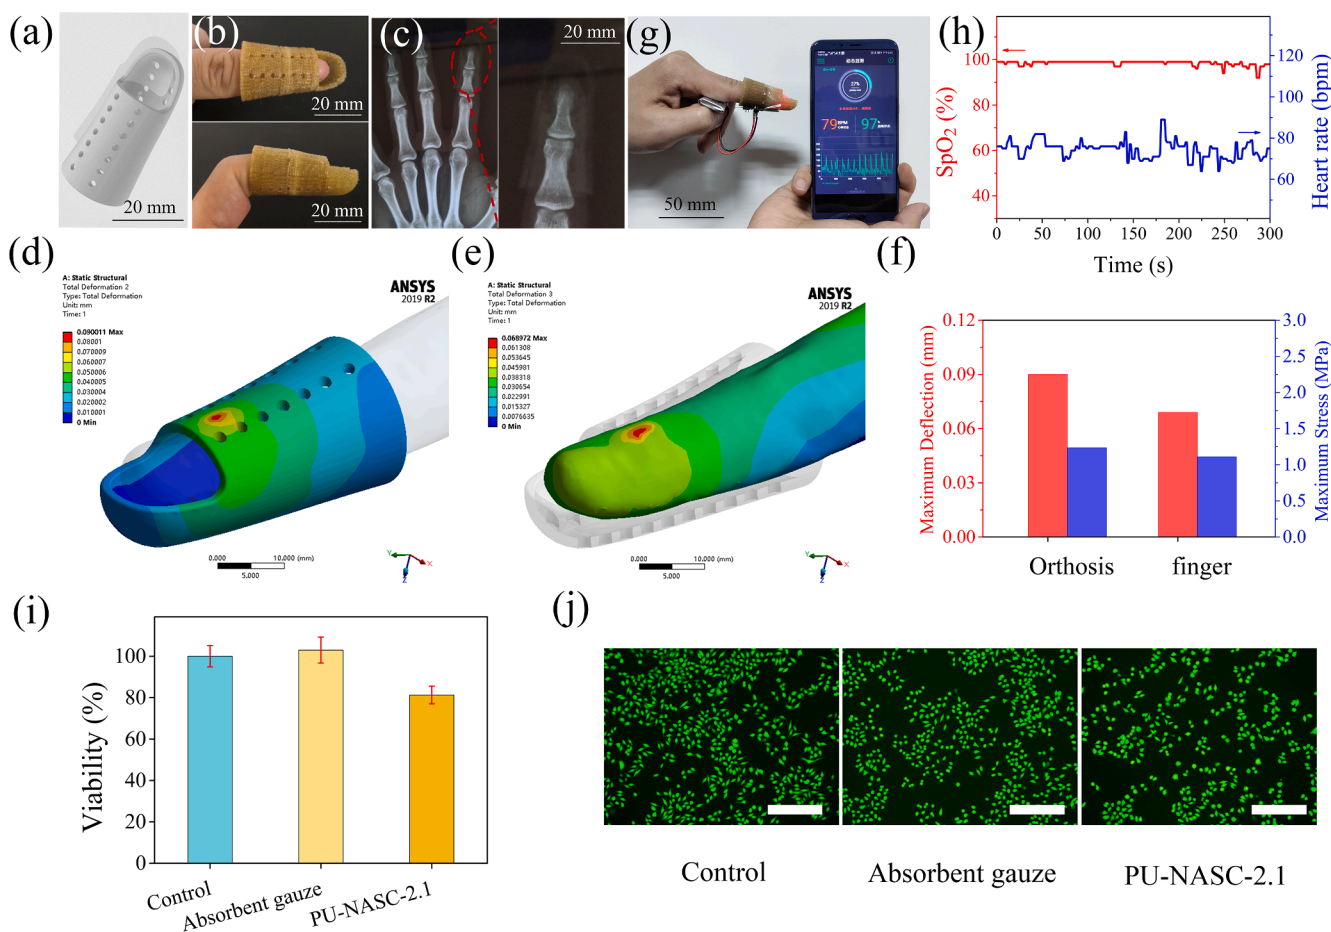 (a)
20 mm
(b)
20 mm
20 mm
(c)
20 mm
(g)
50 mm
27%
79 BPM
97 %
(h)
SpO2 (%)
100
80
60
40
Heart rate (bpm)
120
100
80
60
0 50 100 150 200 250 300
Time (s)
(d)
A: Static Structural
Total Deformation 2
Type: Total Deformation
Unit: mm
Time: 1
0.090011 Max
0.08001
0.070009
0.060007
0.050006
0.040005
0.030004
0.020002
0.010001
0 Min
ANSYS
2019 R2
0.000 10.000 (mm)
5.000
Y X
Z
(e)
A: Static Structural
Total Deformation 3
Type: Total Deformation
Unit: mm
Time: 1
0.068972 Max
0.061308
0.053645
0.045981
0.038318
0.030654
0.022991
0.015327
0.0076635
0 Min
ANSYS
2019 R2
0.000 10.000 (mm)
5.000
Y X
Z
(f)
Maximum Deflection (mm)
0.12
0.09
0.06
0.03
0.00
Maximum Stress (MPa)
3.0
2.5
2.0
1.5
1.0
0.5
0.0
Orthosis finger
(i)
Viability (%)
100
80
60
40
20
0
Control
Absorbent gauze
PU-NASC-2.1
(j)
Control Absorbent gauze PU-NASC-2.1